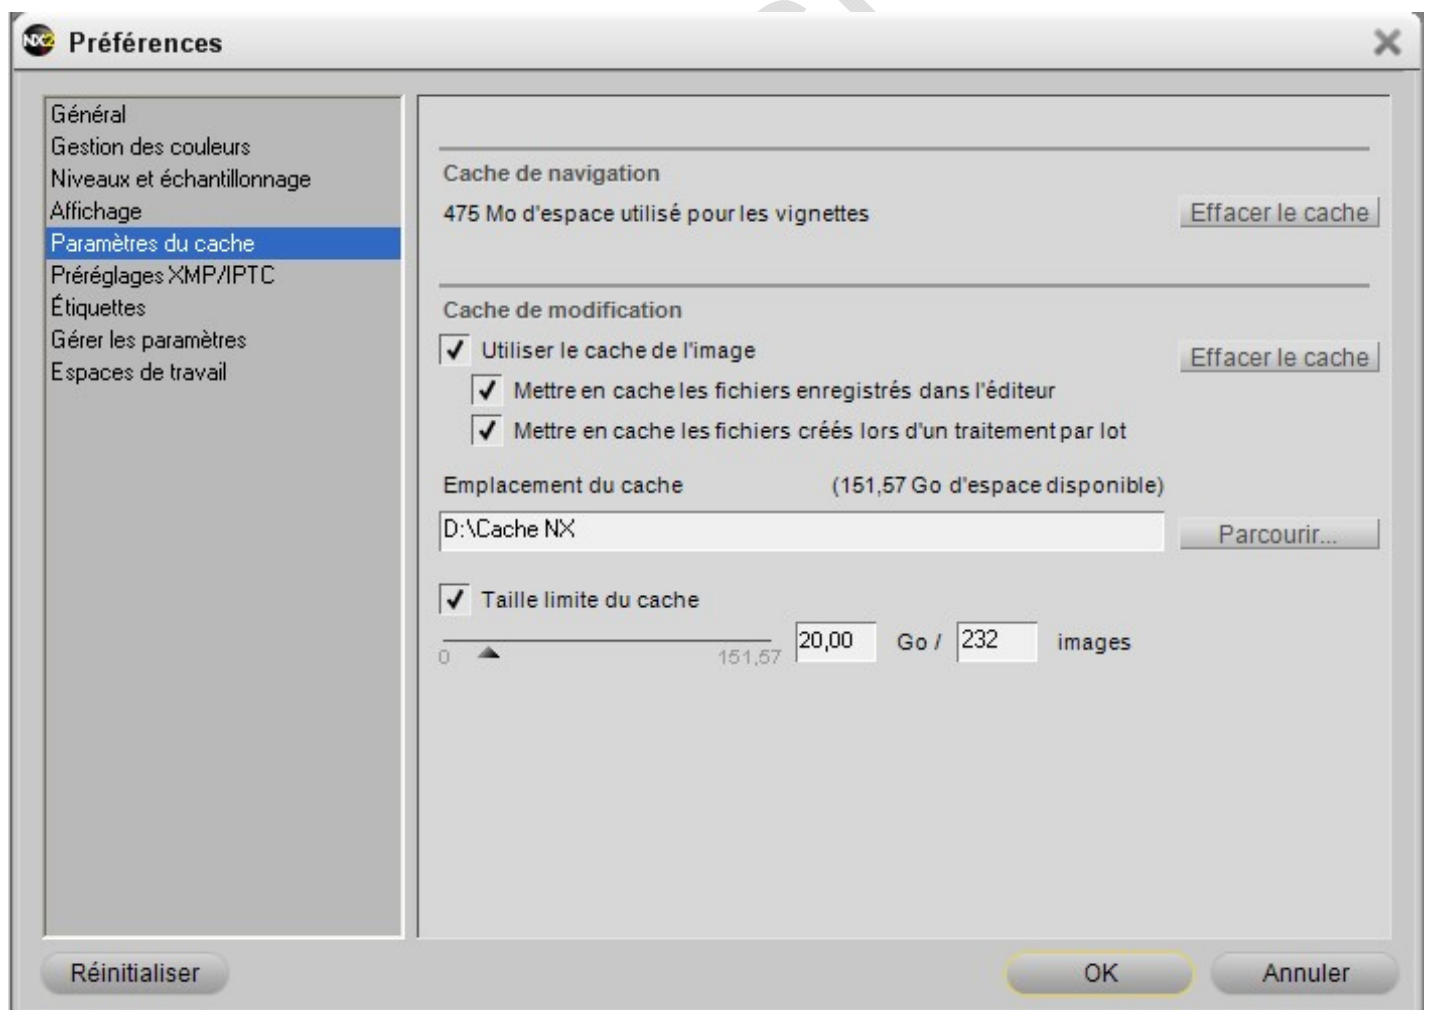 NX2 Préférences
Général
Gestion des couleurs
Niveaux et échantillonnage
Affichage
Paramètres du cache
Préréglages XMP/IPTC
Étiquettes
Gérer les paramètres
Espaces de travail
Cache de navigation
475 Mo d'espace utilisé pour les vignettes Effacer le cache
Cache de modification
Utiliser le cache de l'image Effacer le cache
Mettre en cache les fichiers enregistrés dans l'éditeur
Mettre en cache les fichiers créés lors d'un traitement par lot
Emplacement du cache (151,57 Go d'espace disponible)
D:\Cache NX Parcourir...
Taille limite du cache
0 151,57 20,00 Go / 232 images
Réinitialiser OK Annuler